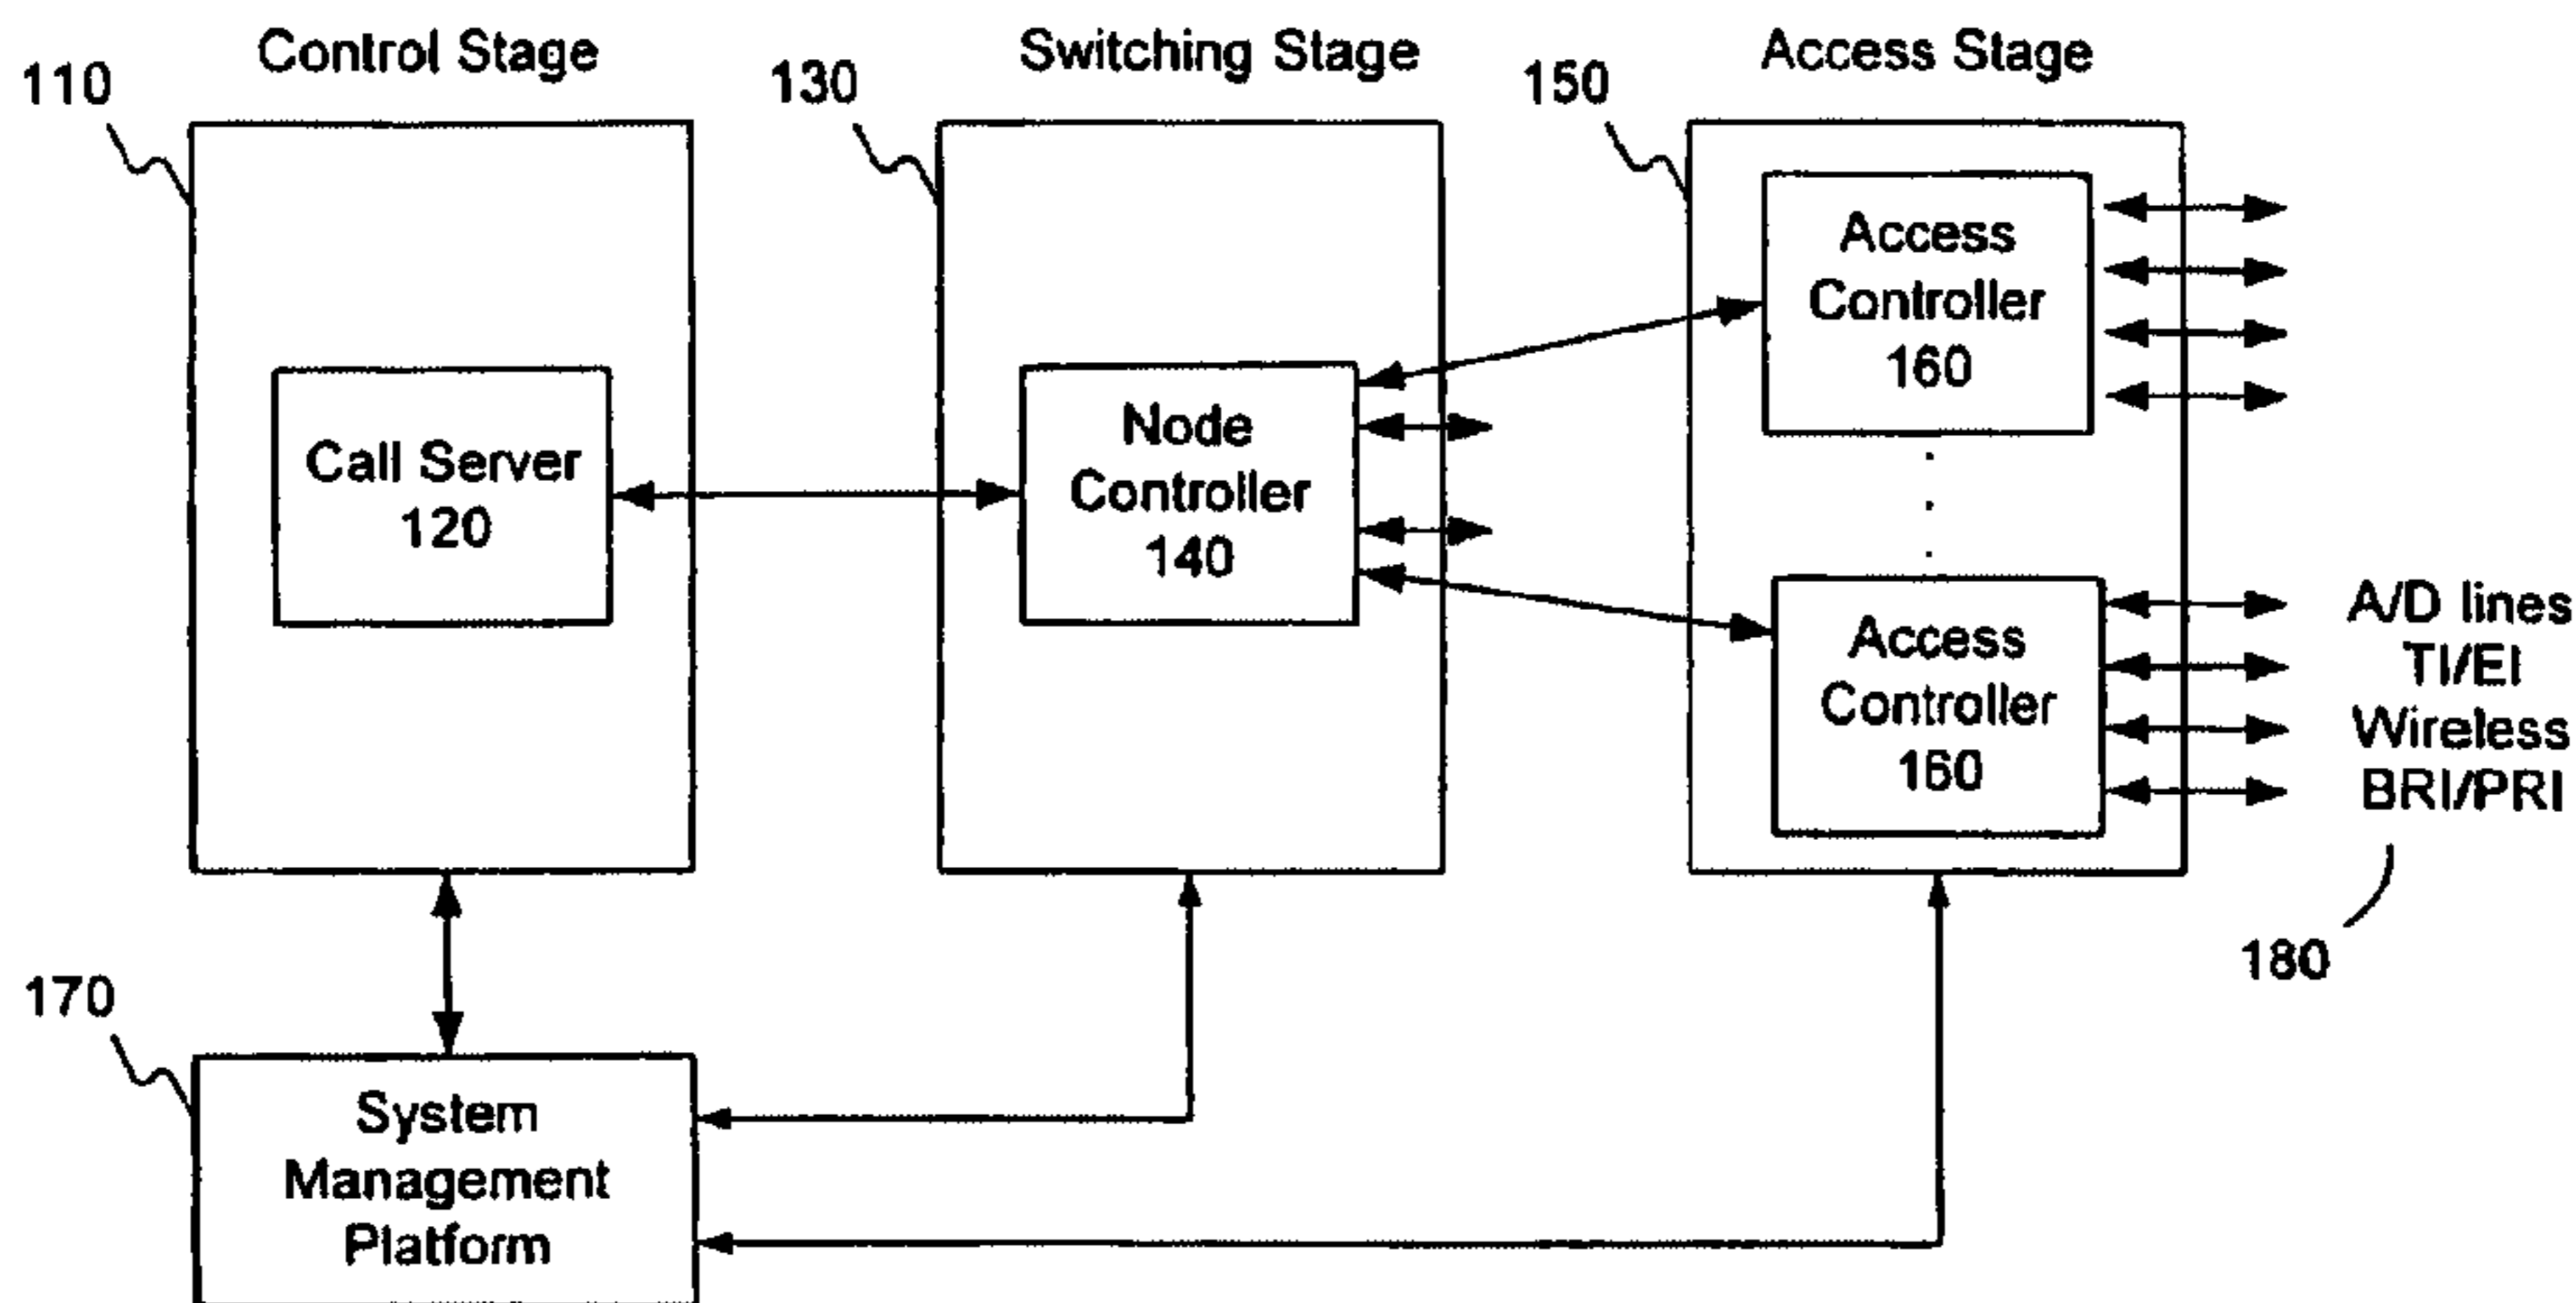 Control Stage
Switching Stage
Access Stage
110
130
150
Access
Controller
160
Call Server
120
Node
Controller
140
Access
Controller
160
A/D lines
TI/EI
Wireless
BRI/PRI
180
170
System
Management
Platform